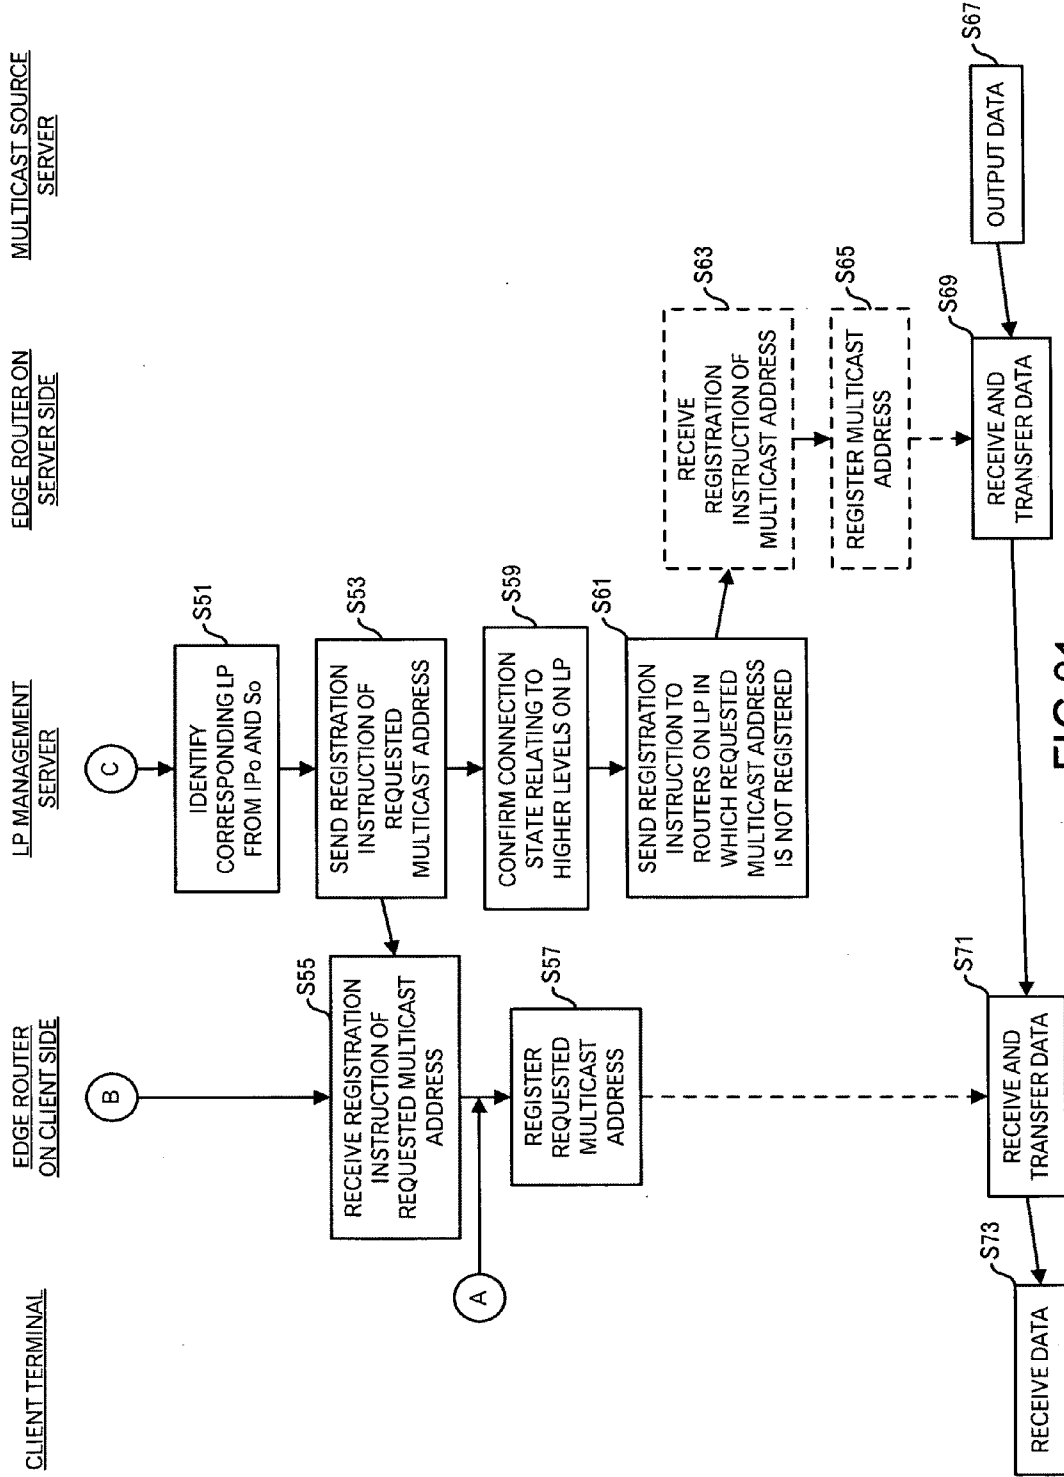 CLIENT TERMINAL
EDGE ROUTER
ON CLIENT SIDE
LP MANAGEMENT
SERVER
EDGE ROUTER ON
SERVER SIDE
MULTICAST SOURCE
SERVER
C
S51
IDENTIFY
CORRESPONDING LP
FROM IPo AND So
B
S53
SEND REGISTRATION
INSTRUCTION OF
REQUESTED
MULTICAST ADDRESS
S55
RECEIVE REGISTRATION
INSTRUCTION OF
REQUESTED MULTICAST
ADDRESS
A
S57
REGISTER
REQUESTED
MULTICAST
ADDRESS
S59
CONFIRM CONNECTION
STATE RELATING TO
HIGHER LEVELS ON LP
S61
SEND REGISTRATION
INSTRUCTION TO
ROUTERS ON LP IN
WHICH REQUESTED
MULTICAST ADDRESS
IS NOT REGISTERED
S63
RECEIVE
REGISTRATION
INSTRUCTION OF
MULTICAST ADDRESS
S65
REGISTER MULTICAST
ADDRESS
S67
OUTPUT DATA
S69
RECEIVE AND
TRANSFER DATA
S71
RECEIVE AND
TRANSFER DATA
S73
RECEIVE DATA